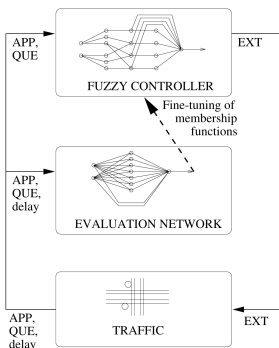 APP,
QUE
EXT
FUZZY CONTROLLER
Fine-tuning of
membership
functions
APP,
QUE,
delay
EVALUATION NETWORK
APP,
QUE,
delay
TRAFFIC
EXT